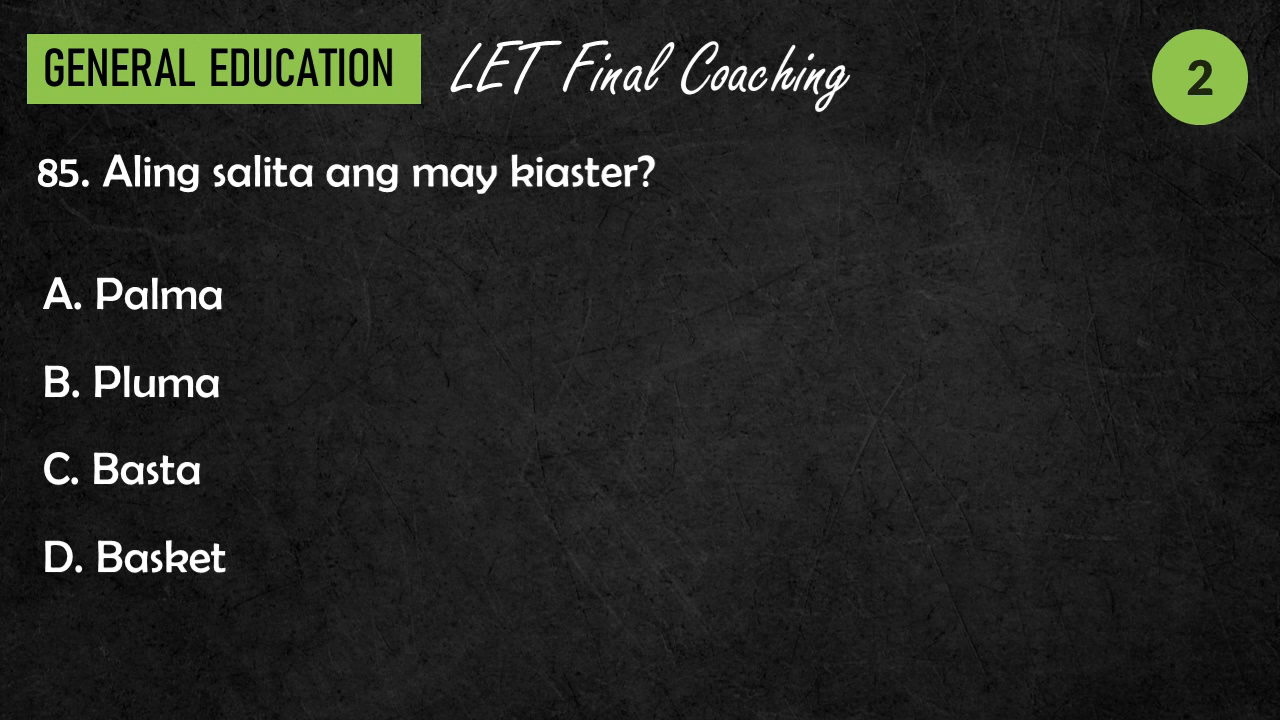 GENERAL EDUCATION LET Final Coaching 2
85. Aling salita ang may kiaster?
A. Palma
B. Pluma
C. Basta
D. Basket